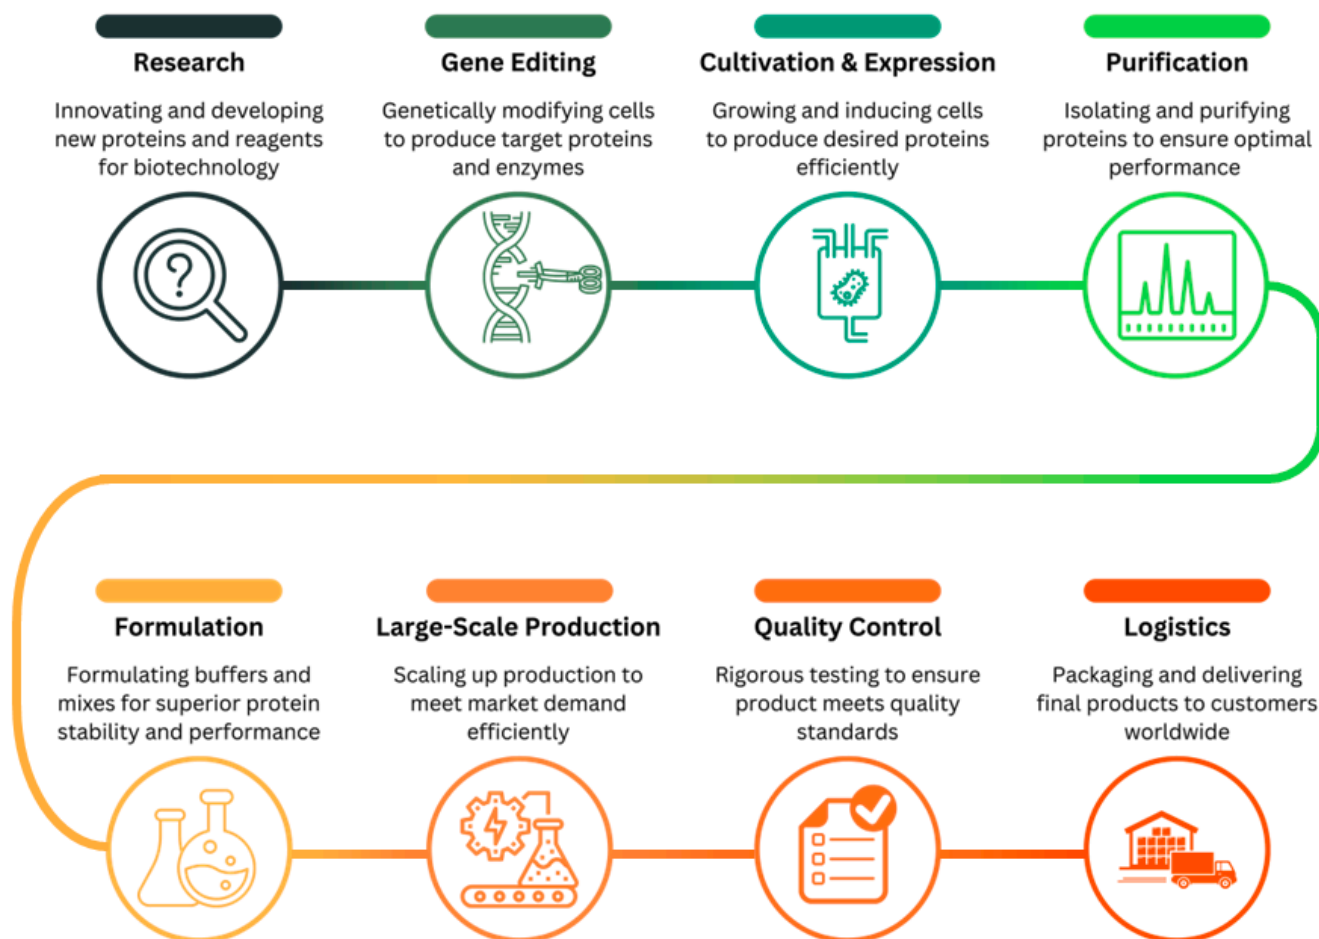 Research
Innovating and developing
new proteins and reagents
for biotechnology
Gene Editing
Genetically modifying cells
to produce target proteins
and enzymes
Cultivation & Expression
Growing and inducing cells
to produce desired proteins
efficiently
Purification
Isolating and purifying
proteins to ensure optimal
performance
?
Formulation
Formulating buffers and
mixes for superior protein
stability and performance
Large-Scale Production
Scaling up production to
meet market demand
efficiently
Quality Control
Rigorous testing to ensure
product meets quality
standards
Logistics
Packaging and delivering
final products to customers
worldwide